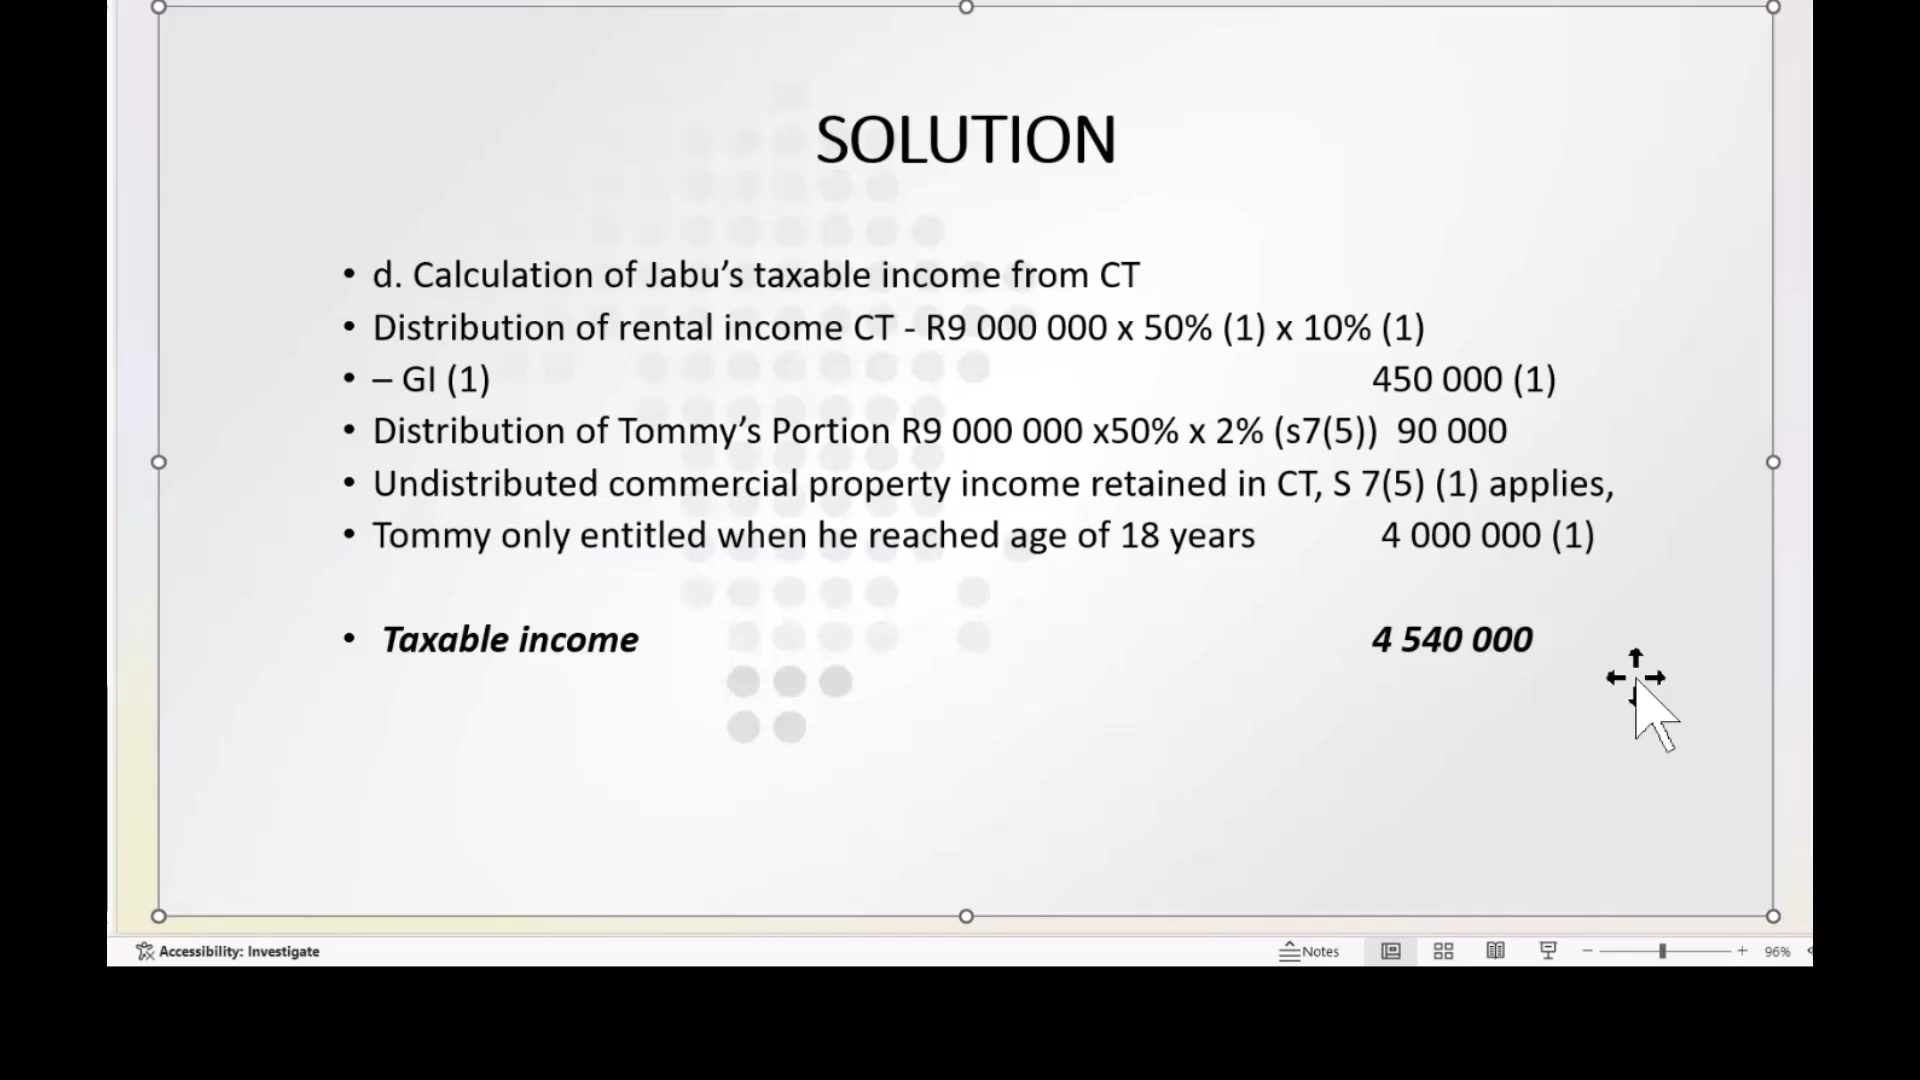 SOLUTION
• d. Calculation of Jabu’s taxable income from CT
• Distribution of rental income CT - R9 000 000 x 50% (1) x 10% (1)
• – GI (1) 450 000 (1)
• Distribution of Tommy’s Portion R9 000 000 x50% x 2% (s7(5)) 90 000
• Undistributed commercial property income retained in CT, S 7(5) (1) applies,
• Tommy only entitled when he reached age of 18 years 4 000 000 (1)
• Taxable income 4 540 000
Accessibility: Investigate Notes 96%